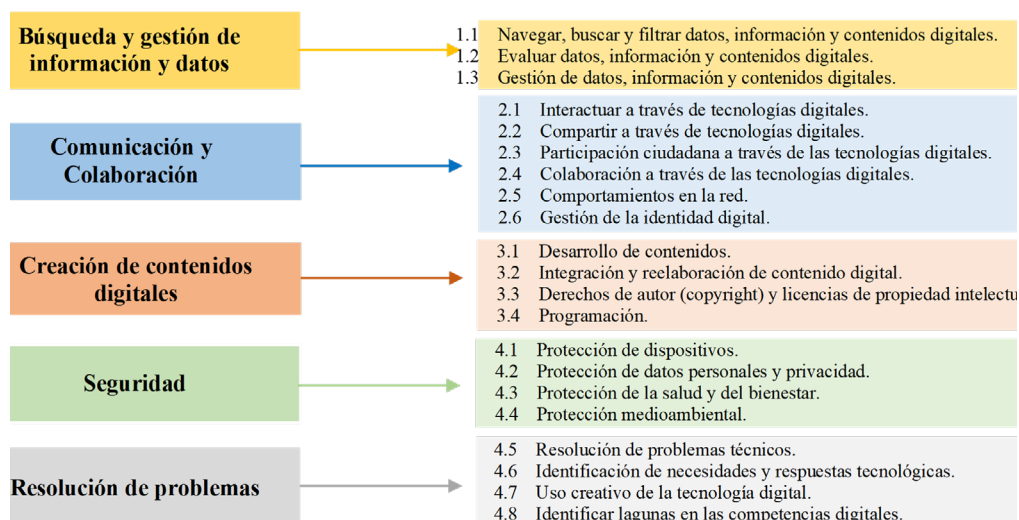 Búsqueda y gestión de
información y datos
1.1 Navegar, buscar y filtrar datos, información y contenidos digitales.
1.2 Evaluar datos, información y contenidos digitales.
1.3 Gestión de datos, información y contenidos digitales.
Comunicación y
Colaboración
2.1 Interactuar a través de tecnologías digitales.
2.2 Compartir a través de tecnologías digitales.
2.3 Participación ciudadana a través de las tecnologías digitales.
2.4 Colaboración a través de las tecnologías digitales.
2.5 Comportamientos en la red.
2.6 Gestión de la identidad digital.
Creación de contenidos
digitales
3.1 Desarrollo de contenidos.
3.2 Integración y reelaboración de contenido digital.
3.3 Derechos de autor (copyright) y licencias de propiedad intelectu
3.4 Programación.
Seguridad
4.1 Protección de dispositivos.
4.2 Protección de datos personales y privacidad.
4.3 Protección de la salud y del bienestar.
4.4 Protección medioambiental.
Resolución de problemas
4.5 Resolución de problemas técnicos.
4.6 Identificación de necesidades y respuestas tecnológicas.
4.7 Uso creativo de la tecnología digital.
4.8 Identificar lagunas en las competencias digitales.